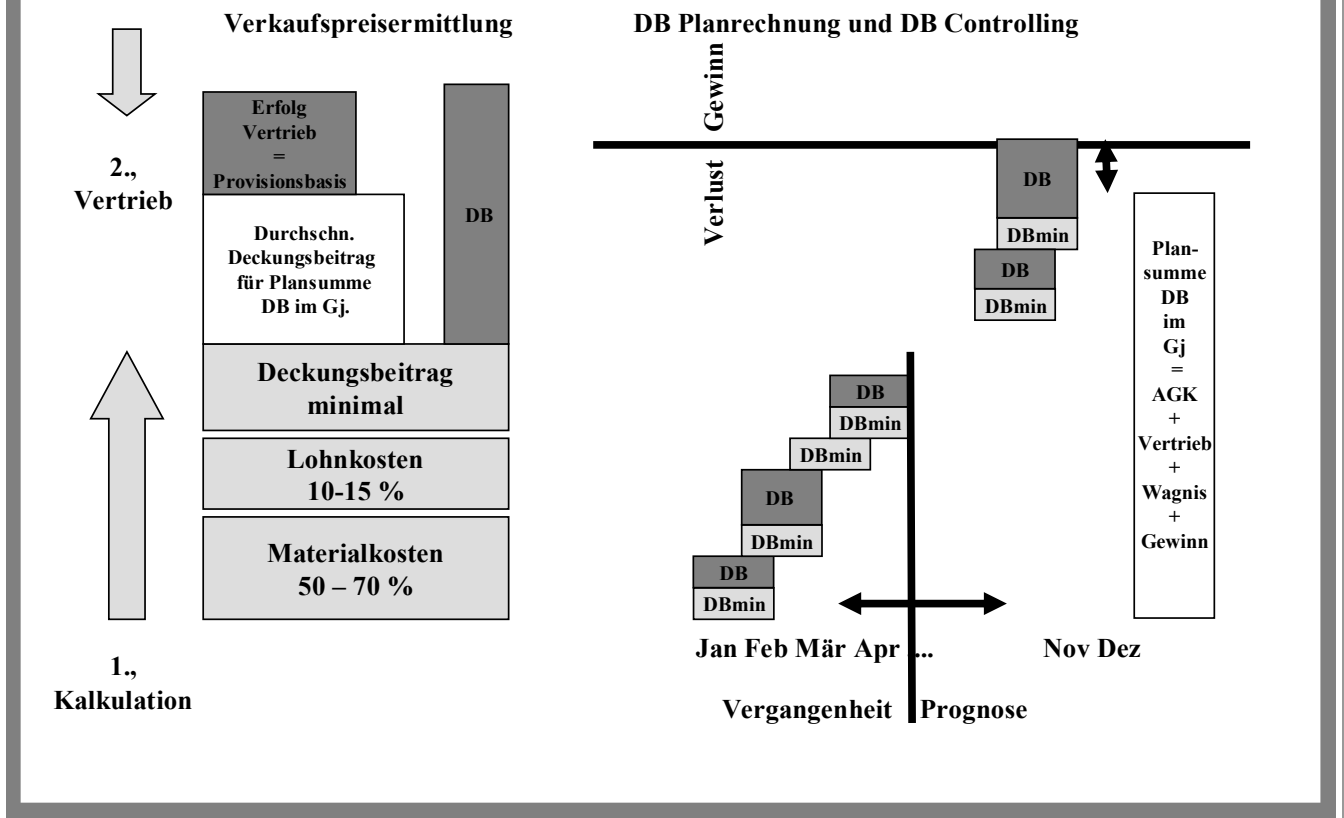 Verkaufspreisermittlung
DB Planrechnung und DB Controlling
2.,
Vertrieb
Erfolg
Vertrieb
=
Provisionsbasis
DB
Durchschn.
Deckungsbeitrag
für Plansumme
DB im Gj.
Deckungsbeitrag
minimal
Lohnkosten
10-15 %
Materialkosten
50 – 70 %
1.,
Kalkulation
Gewinn
Verlust
DB
DBmin
DB
DBmin
DB
DBmin
DBmin
DB
DBmin
DB
DBmin
Plan-
summe
DB
im
Gj
=
AGK
+
Vertrieb
+
Wagnis
+
Gewinn
Jan Feb Mär Apr ....
Nov Dez
Vergangenheit
Prognose